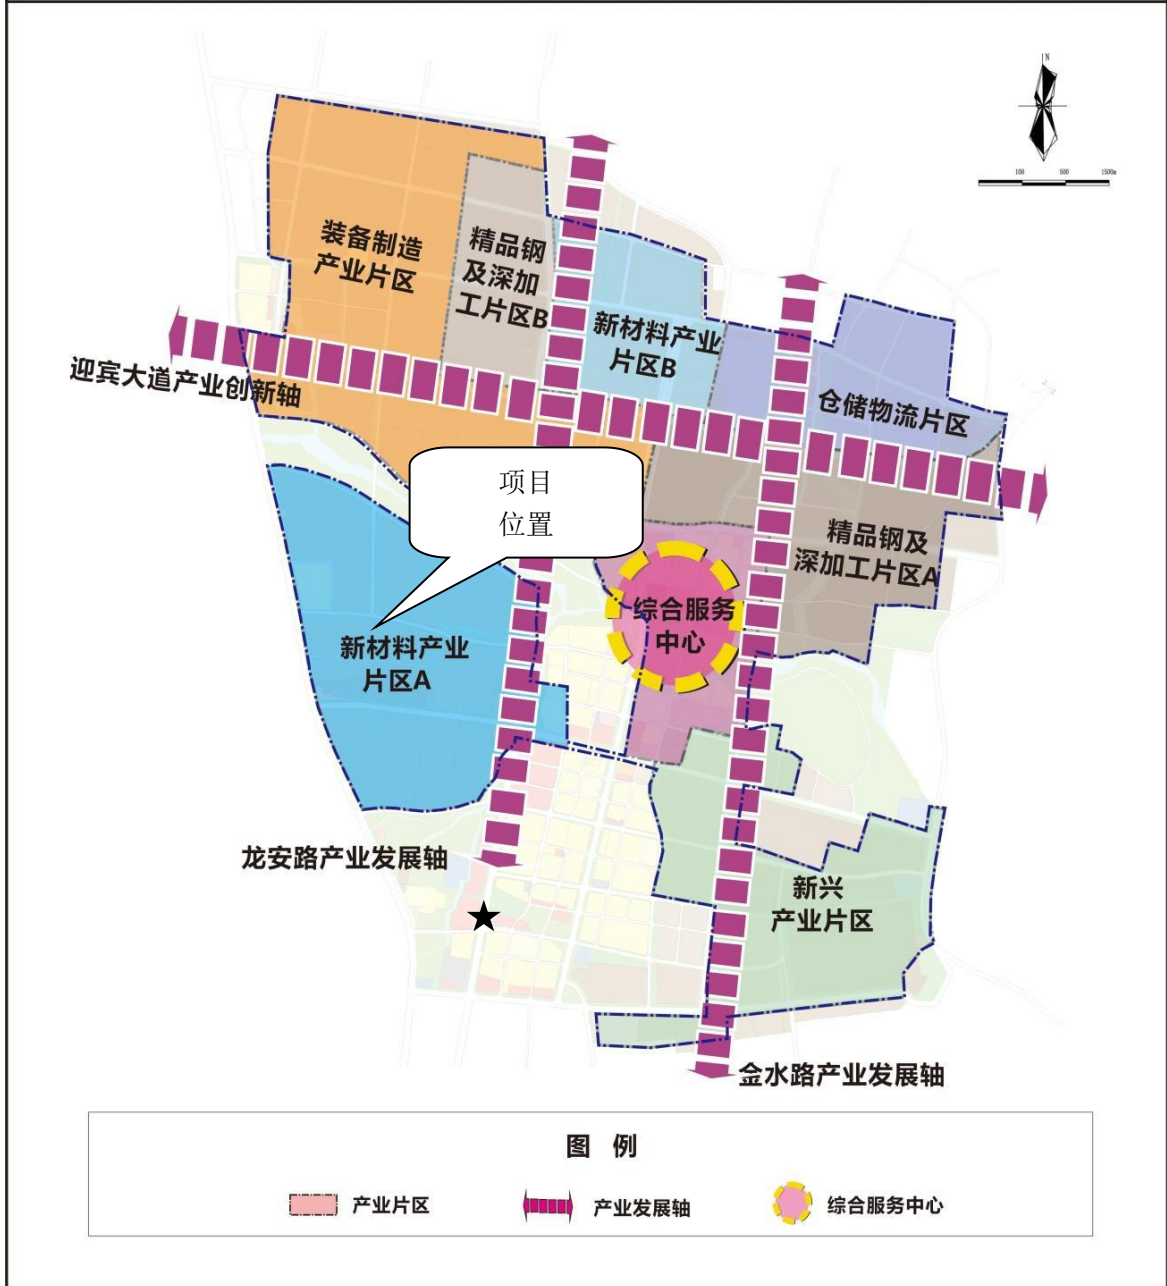 N
100
500
1500m
装备制造
产业片区
精品钢
及深加
工片区B
新材料产业
片区B
仓储物流片区
迎宾大道产业创新轴
项目
位置
精品钢及
深加工片区A
综合服务
中心
新材料产业
片区A
龙安路产业发展轴
新兴
产业片区
金水路产业发展轴
图 例
产业片区
产业发展轴
综合服务中心